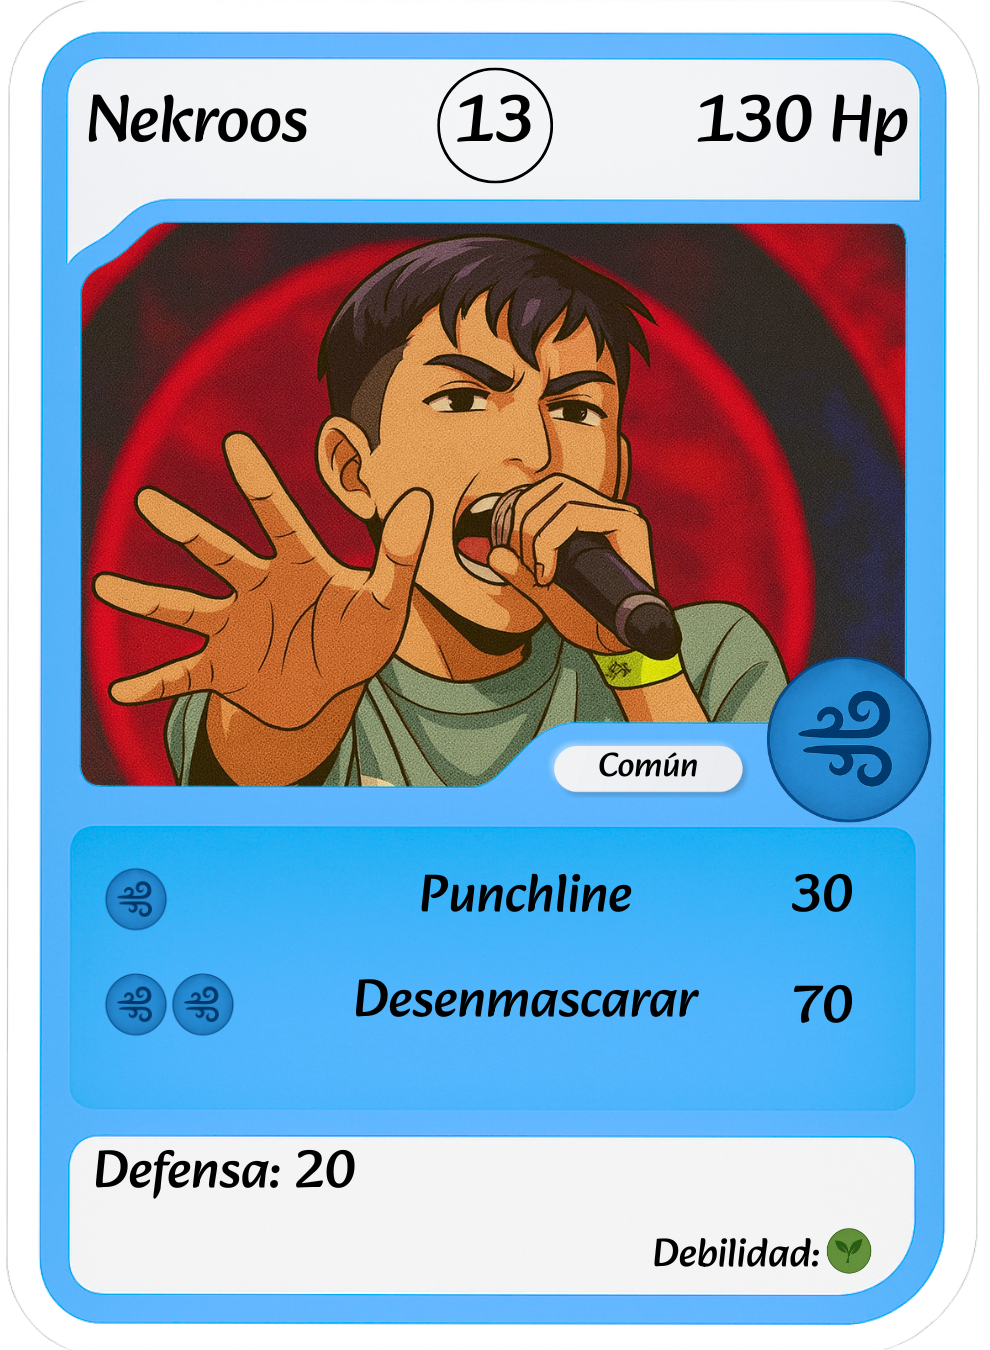 Nekroos
13
130 Hp
Común
Punchline 30
Desenmascarar 70
Defensa: 20
Debilidad: